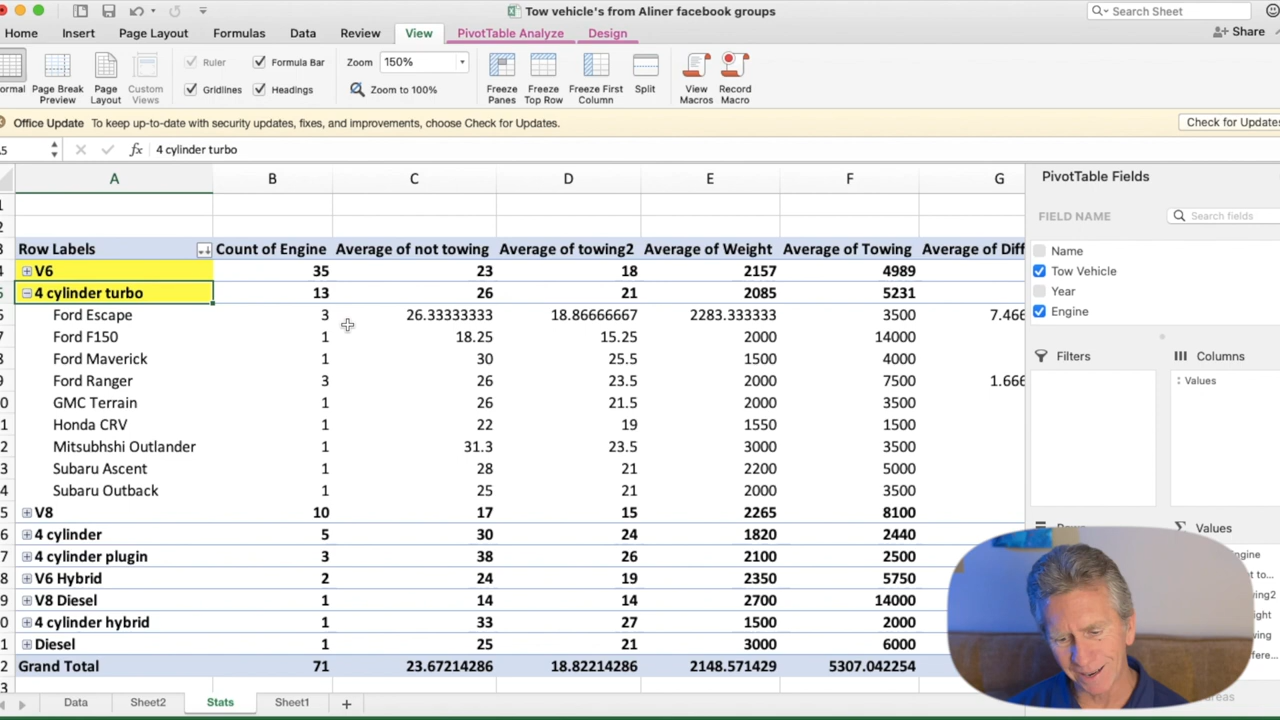 Tow vehicle's from Aliner facebook groups
Search Sheet
Home Insert Page Layout Formulas Data Review View PivotTable Analyze Design Share
Ruler Formula Bar Zoom 150%
Gridlines Headings Zoom to 100%
Page Break Preview
Page Layout
Custom Views
Freeze Panes
Freeze Top Row
Freeze First Column
Split
View Macros
Record Macro
Office Update To keep up-to-date with security updates, fixes, and improvements, choose Check for Updates. Check for Update
fx 4 cylinder turbo
A B C D E F G
Row Labels Count of Engine Average of not towing Average of towing2 Average of Weight Average of Towing Average of Diff
V6 35 23 18 2157 4989
4 cylinder turbo 13 26 21 2085 5231
Ford Escape 3 26.33333333 18.86666667 2283.333333 3500 7.466
Ford F150 1 18.25 15.25 2000 14000
Ford Maverick 1 30 25.5 1500 4000
Ford Ranger 3 26 23.5 2000 7500 1.666
GMC Terrain 1 26 21.5 2000 3500
Honda CRV 1 22 19 1550 1500
Mitsubhshi Outlander 1 31.3 23.5 3000 3500
Subaru Ascent 1 28 21 2200 5000
Subaru Outback 1 25 21 2000 3500
V8 10 17 15 2265 8100
4 cylinder 5 30 24 1820 2440
4 cylinder plugin 3 38 26 2100 2500
V6 Hybrid 2 24 19 2350 5750
V8 Diesel 1 14 14 2700 14000
4 cylinder hybrid 1 33 27 1500 2000
Diesel 1 25 21 3000 6000
Grand Total 71 23.67214286 18.82214286 2148.571429 5307.042254
Data Sheet2 Stats Sheet1 +
PivotTable Fields
FIELD NAME Search fields
Name
Tow Vehicle
Year
Engine
Filters Columns
Values
Values